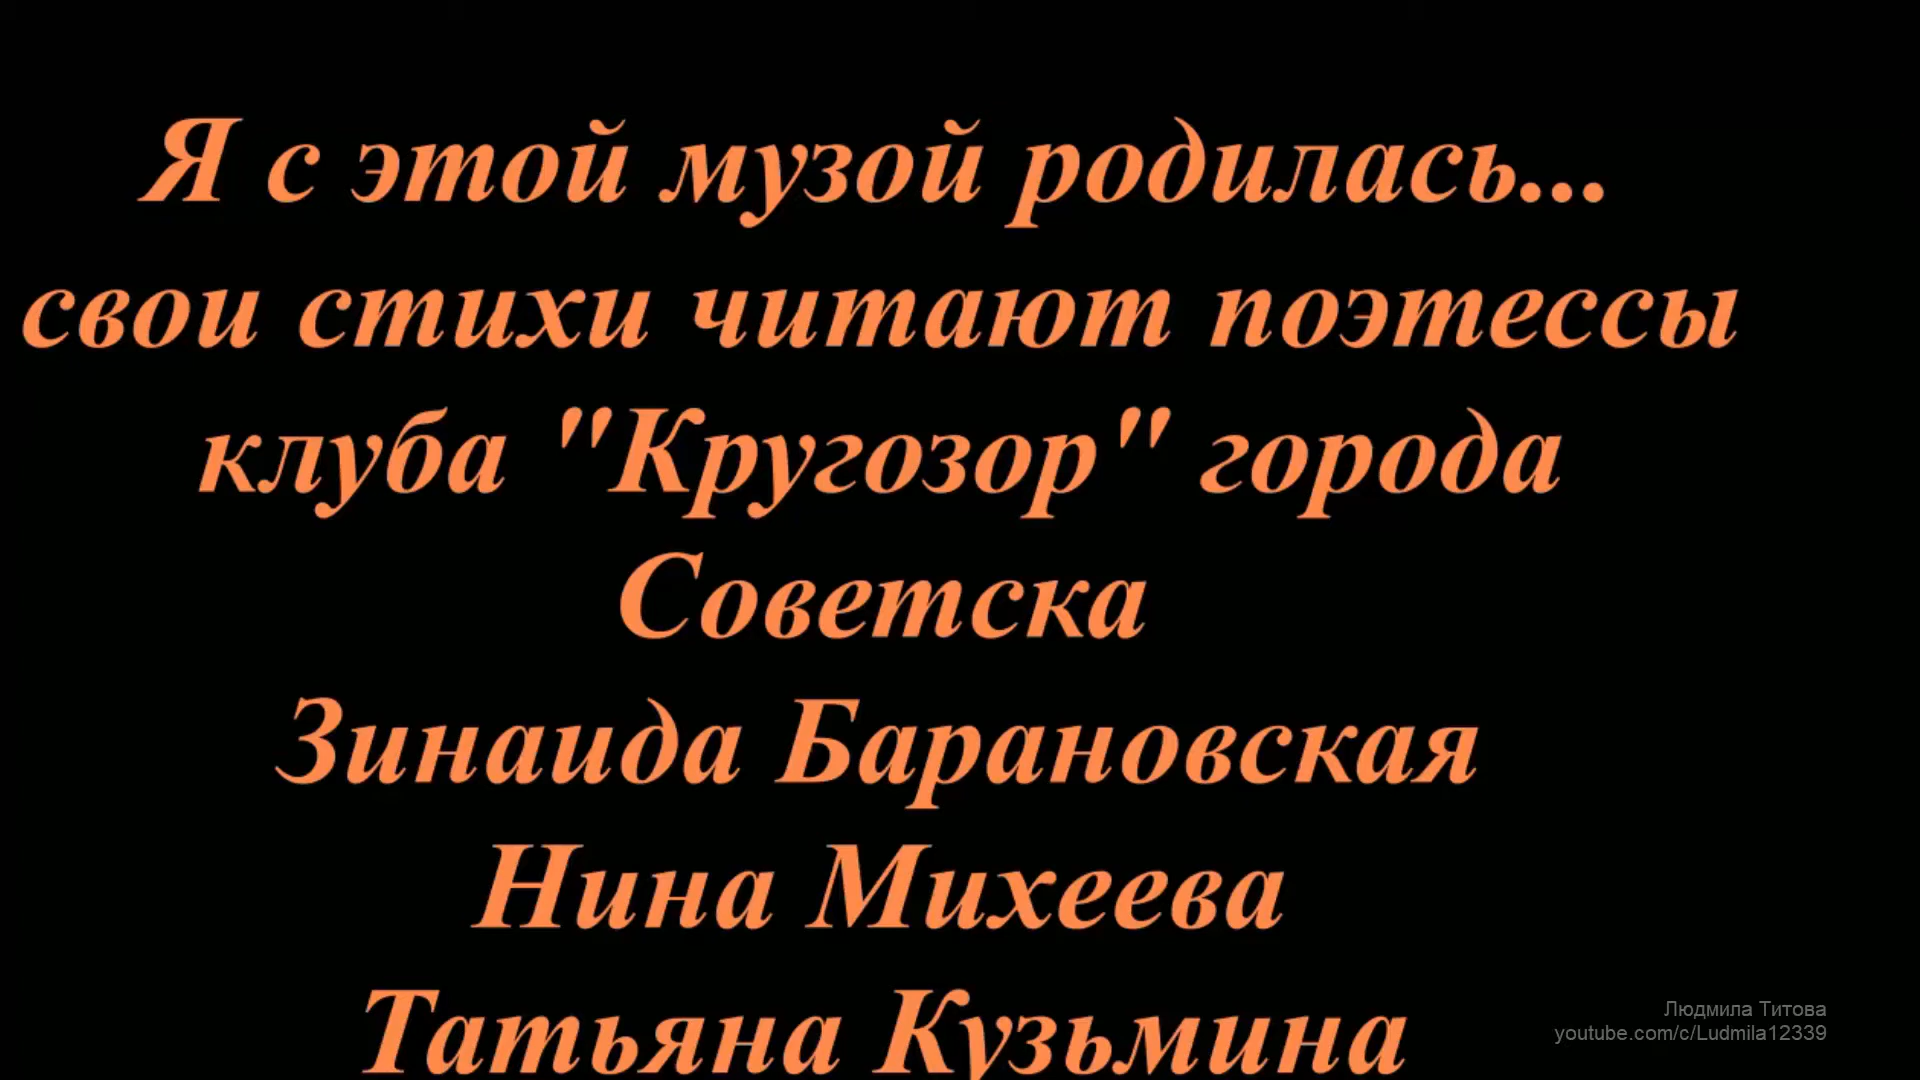 Я с этой музой родилась...
свои стихи читают поэтессы
клуба "Кругозор" города
Советска
Зинаида Барановская
Нина Михеева
Татьяна Кузьмина
Людмила Титова
youtube.com/c/Ludmila12339